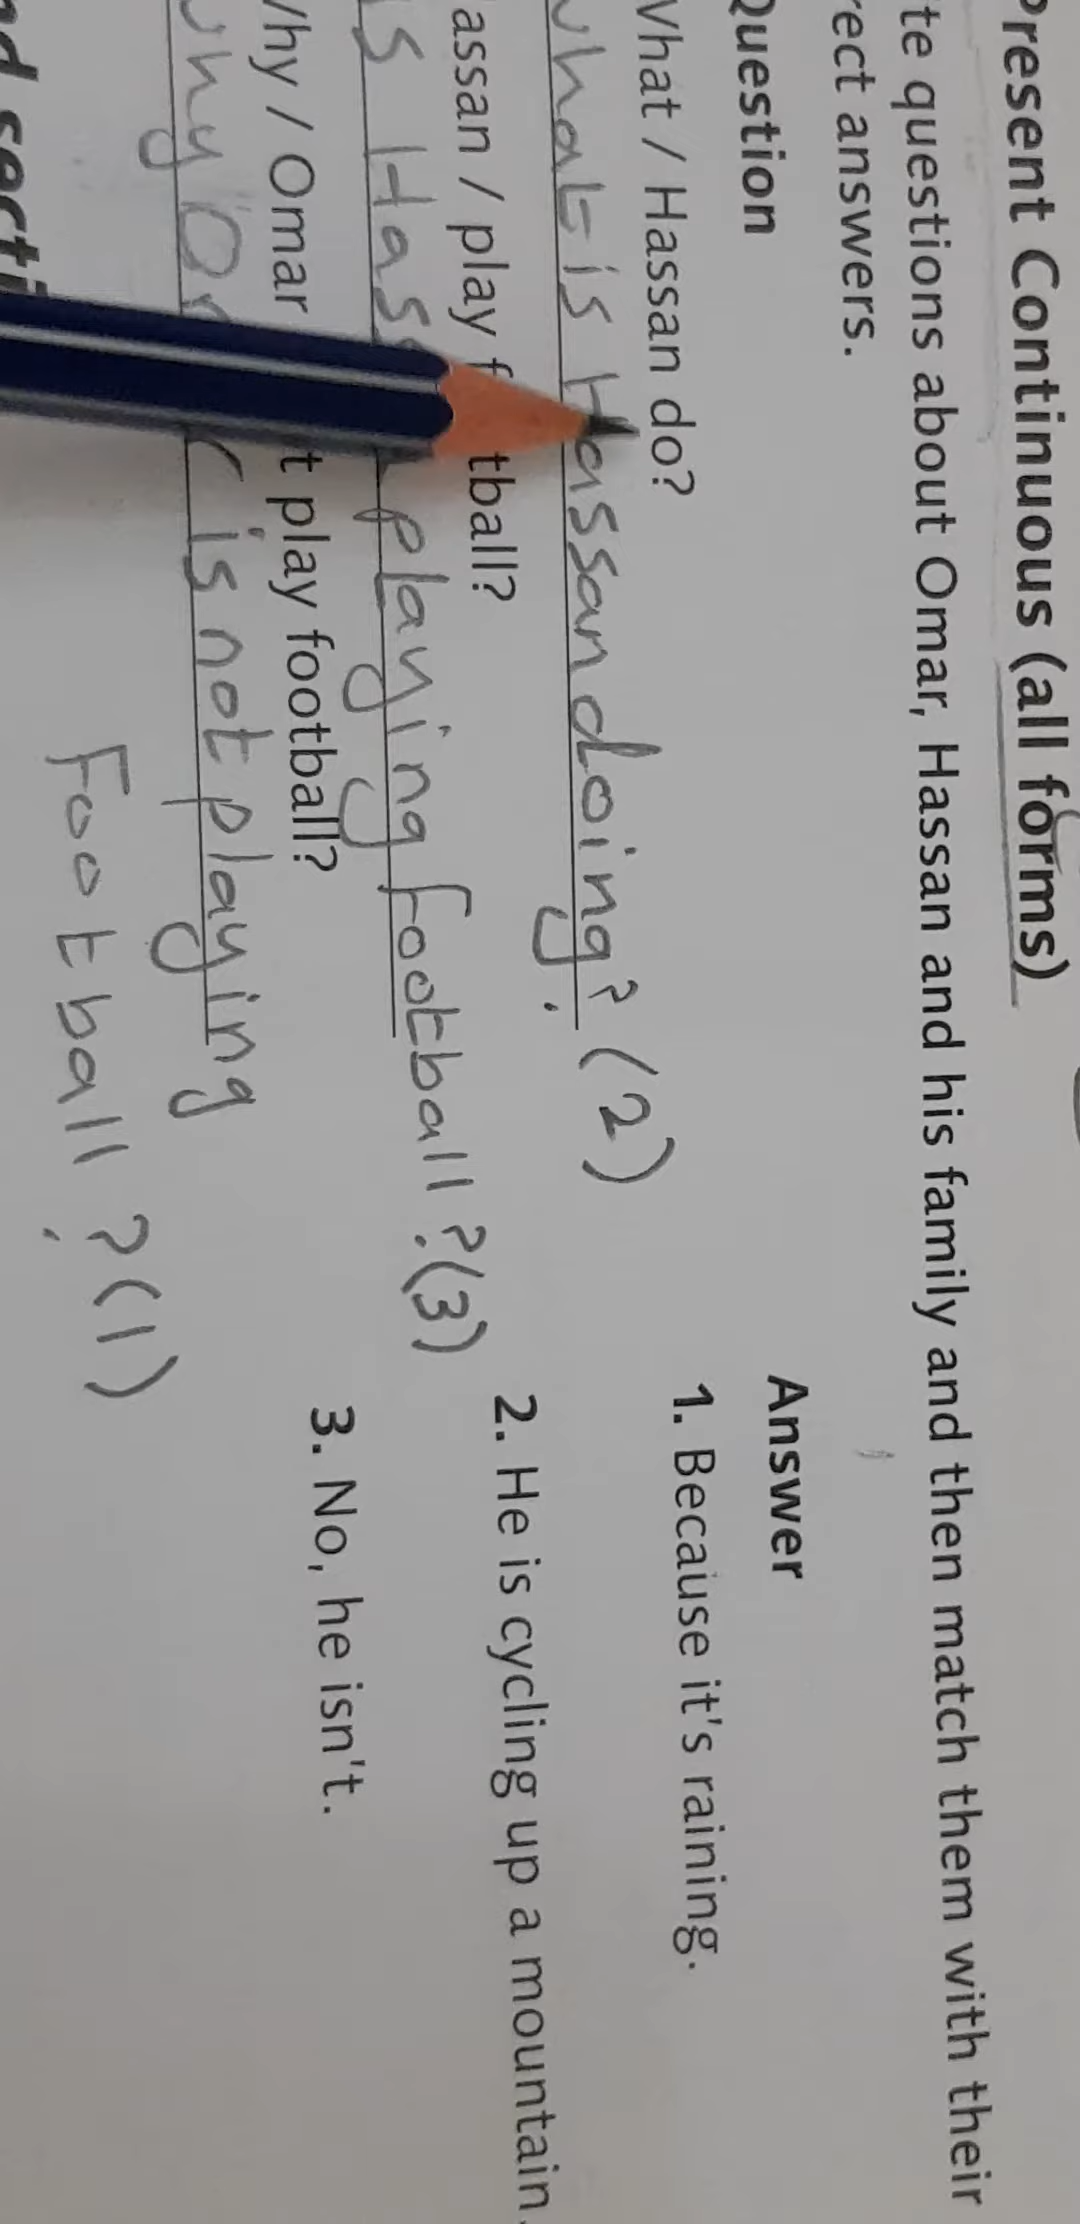 Present Continuous (all forms)
te questions about Omar, Hassan and his family and then match them with their
rect answers.
Question
Answer
What / Hassan do?
1. Because it's raining.
what is Hassan doing? (2)
assan / play f tball?
2. He is cycling up a mountain.
is Hass playing football? (3)
Why / Omar t play football?
3. No, he isn't.
why is not playing
Football? (1)